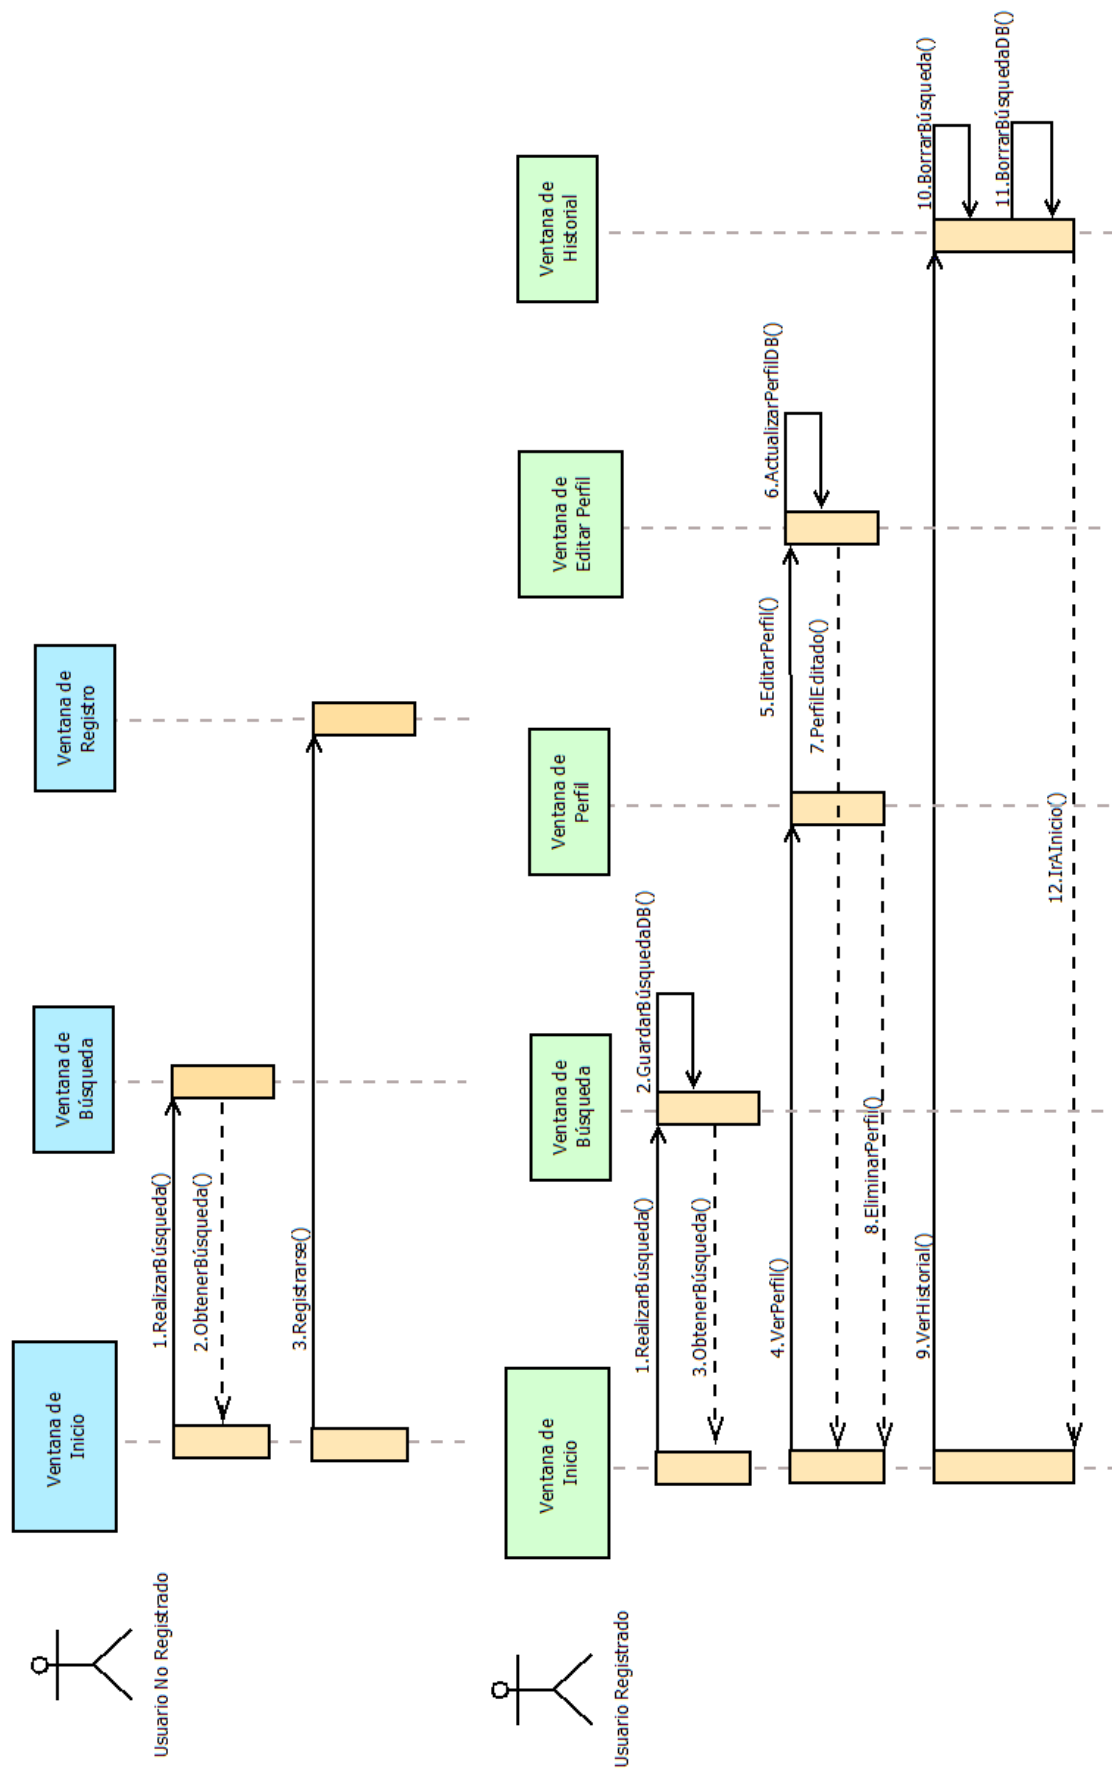 Usuario No Registrado
Ventana de
Inicio
Ventana de
Búsqueda
Ventana de
Registro
1.RealizarBúsqueda()
2.ObtenerBúsqueda()
3.Registrarse()
Usuario Registrado
Ventana de
Inicio
Ventana de
Búsqueda
Ventana de
Perfil
Ventana de
Editar Perfil
Ventana de
Historial
1.RealizarBúsqueda()
2.GuardarBúsquedaDB()
3.ObtenerBúsqueda()
4.VerPerfil()
5.EditarPerfil()
6.ActualizarPerfilDB()
7.PerfilEditado()
8.EliminarPerfil()
9.VerHistorial()
10.BorrarBúsqueda()
11.BorrarBúsquedaDB()
12.IrAInicio()